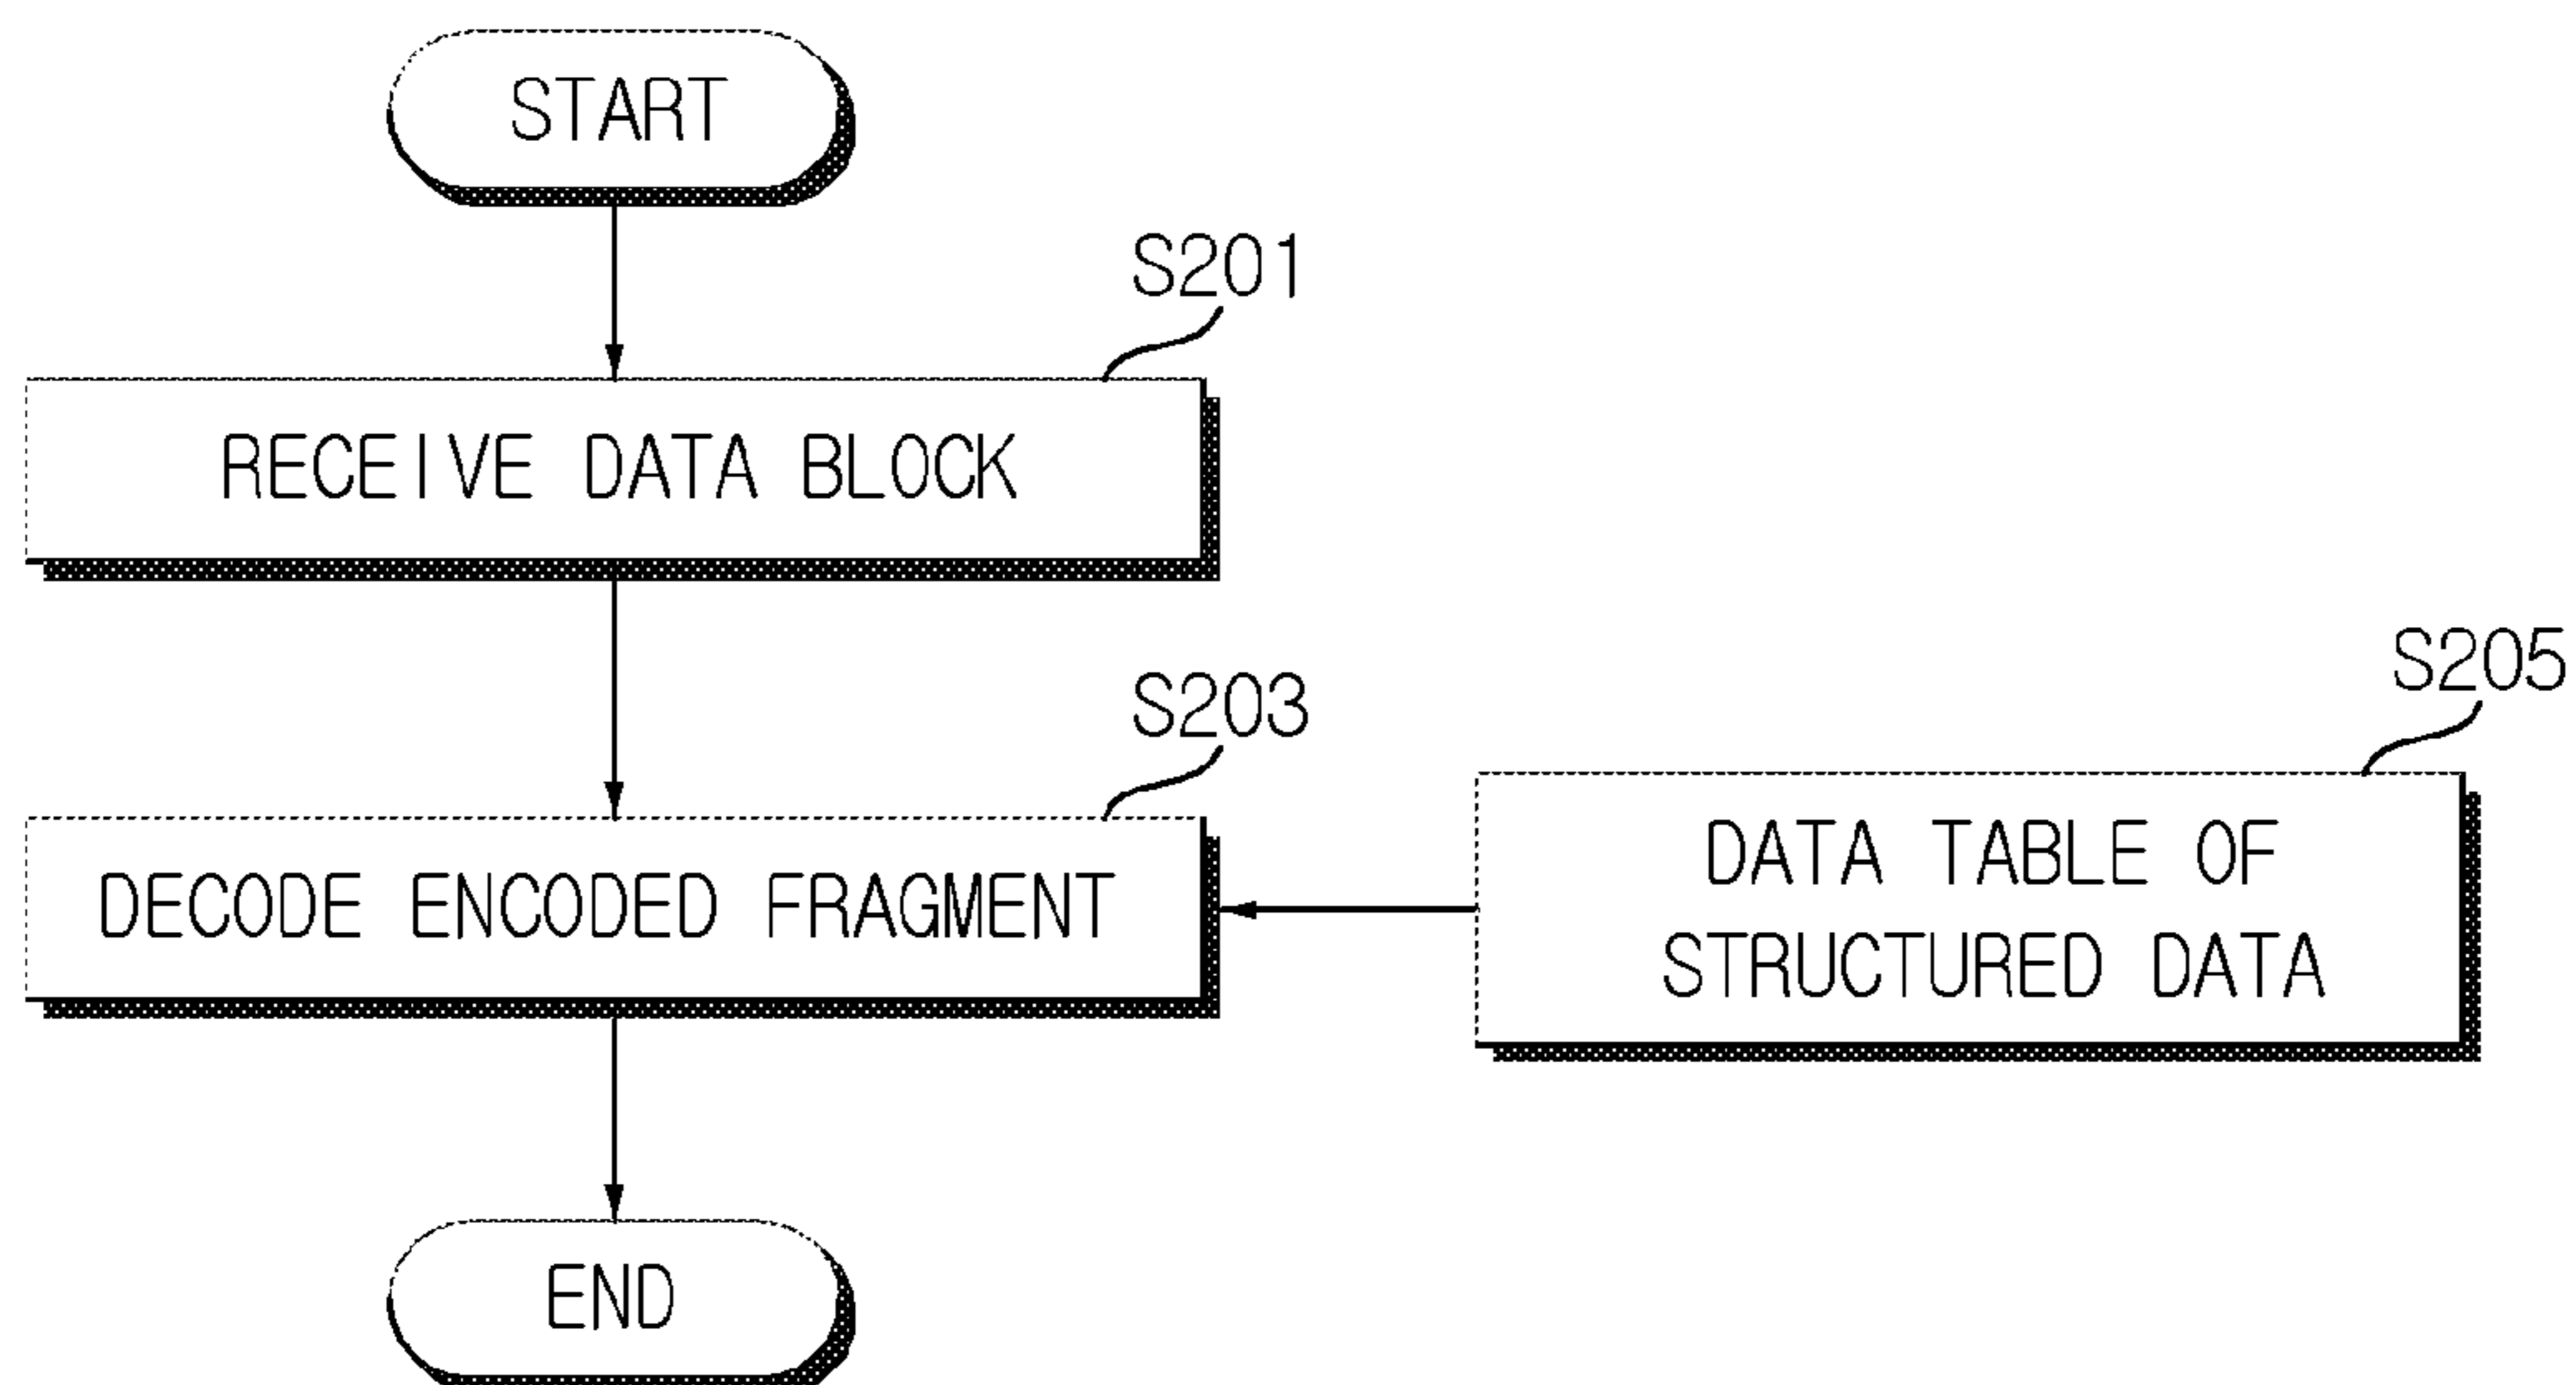 START
S201
RECEIVE DATA BLOCK
S203
S205
DECODE ENCODED FRAGMENT
DATA TABLE OF
STRUCTURED DATA
END